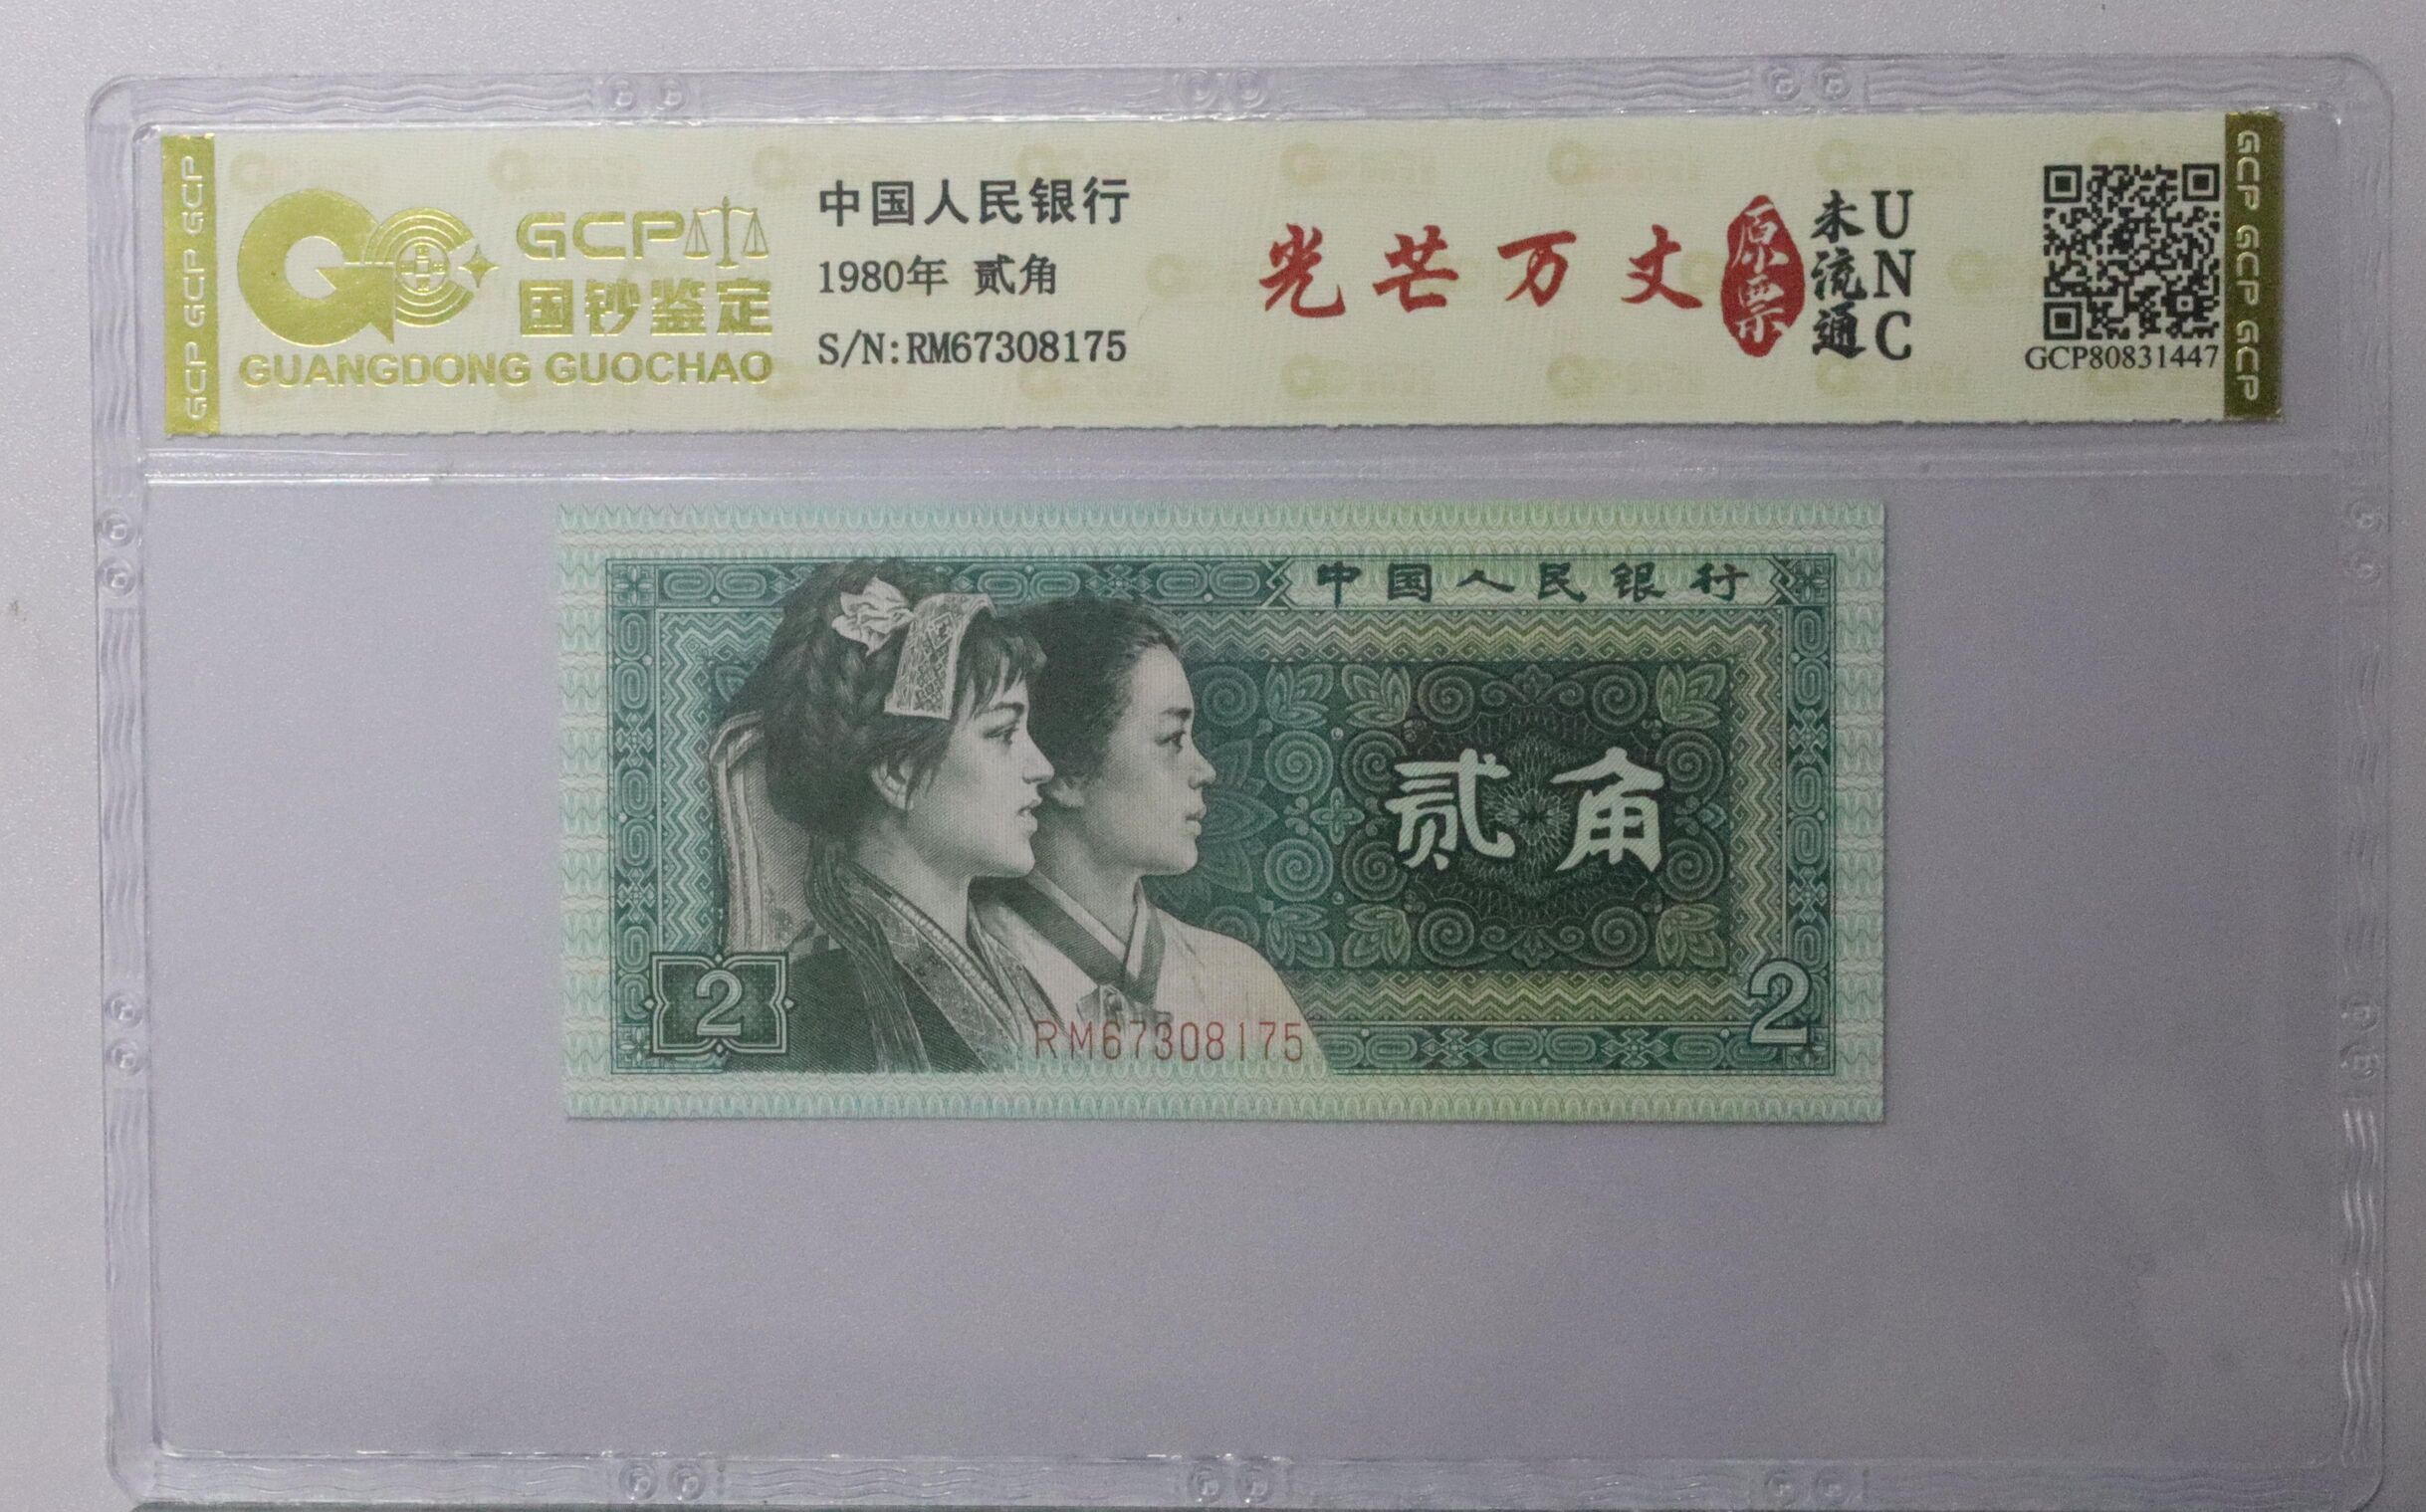 GCP GCP GCP
GCP
国钞鉴定
GUANGDONG GUOCHAO
中国人民银行
1980年 贰角
S/N:RM67308175
光芒万丈
原票
未流通
UNC
GCP80831447
GCP GCP GCP
中国人民银行
贰角
2
RM67308175
2